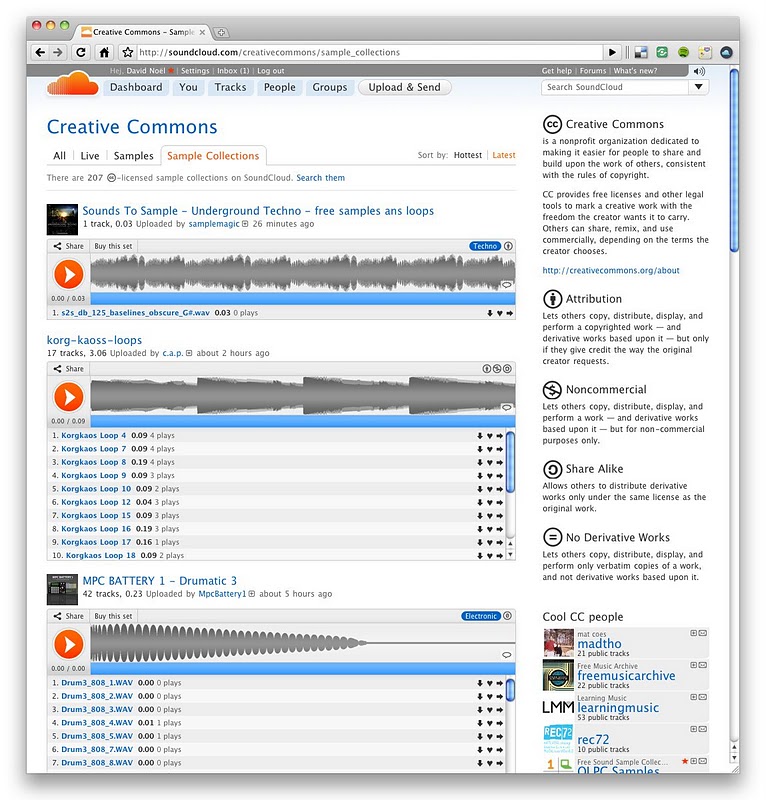 Creative Commons – Sample
http://soundcloud.com/creativecommons/sample_collections
Hej, David Noël ★ | Settings | Inbox (1) | Log out
Get help | Forums | What's new?
Dashboard You Tracks People Groups Upload & Send
Search SoundCloud
Creative Commons
All | Live | Samples | Sample Collections
Sort by: Hottest | Latest
There are 207 cc-licensed sample collections on SoundCloud. Search them
Sounds To Sample – Underground Techno – free samples ans loops
1 track, 0.03 Uploaded by samplemagic 26 minutes ago
Share Buy this set Techno
0.00 / 0.03
1. s2s_db_125_baselines_obscure_G#.wav 0.03 0 plays
korg-kaoss-loops
17 tracks, 3.06 Uploaded by c.a.p. about 2 hours ago
Share
0.00 / 0.09
1. Korgkaos Loop 4 0.09 4 plays
2. Korgkaos Loop 7 0.09 4 plays
3. Korgkaos Loop 8 0.19 4 plays
4. Korgkaos Loop 9 0.09 3 plays
5. Korgkaos Loop 10 0.09 2 plays
6. Korgkaos Loop 12 0.04 3 plays
7. Korgkaos Loop 15 0.09 3 plays
8. Korgkaos Loop 16 0.19 3 plays
9. Korgkaos Loop 17 0.16 1 plays
10. Korgkaos Loop 18 0.09 2 plays
MPC BATTERY 1 – Drumatic 3
42 tracks, 0.23 Uploaded by MpcBattery1 about 5 hours ago
Share Buy this set Electronic
0.00 / 0.00
1. Drum3_808_1.WAV 0.00 0 plays
2. Drum3_808_2.WAV 0.00 0 plays
3. Drum3_808_3.WAV 0.00 0 plays
4. Drum3_808_4.WAV 0.01 1 plays
5. Drum3_808_5.WAV 0.00 1 plays
6. Drum3_808_7.WAV 0.00 0 plays
7. Drum3_808_8.WAV 0.00 0 plays
cc Creative Commons
is a nonprofit organization dedicated to
making it easier for people to share and
build upon the work of others, consistent
with the rules of copyright.
CC provides free licenses and other legal
tools to mark a creative work with the
freedom the creator wants it to carry.
Others can share, remix, and use
commercially, depending on the terms the
creator chooses.
http://creativecommons.org/about
Attribution
Lets others copy, distribute, display, and
perform a copyrighted work — and
derivative works based upon it — but only
if they give credit the way the original
creator requests.
Noncommercial
Lets others copy, distribute, display, and
perform a work — and derivative works
based upon it — but for non-commercial
purposes only.
Share Alike
Allows others to distribute derivative
works only under the same license as the
original work.
No Derivative Works
Lets others copy, distribute, display, and
perform only verbatim copies of a work,
and not derivative works based upon it.
Cool CC people
mat coes
madtho
21 public tracks
Free Music Archive
freemusicarchive
22 public tracks
LMM
Learning Music
learningmusic
53 public tracks
REC72
rec72
10 public tracks
Free Sound Sample Collec...
OLPC Samples